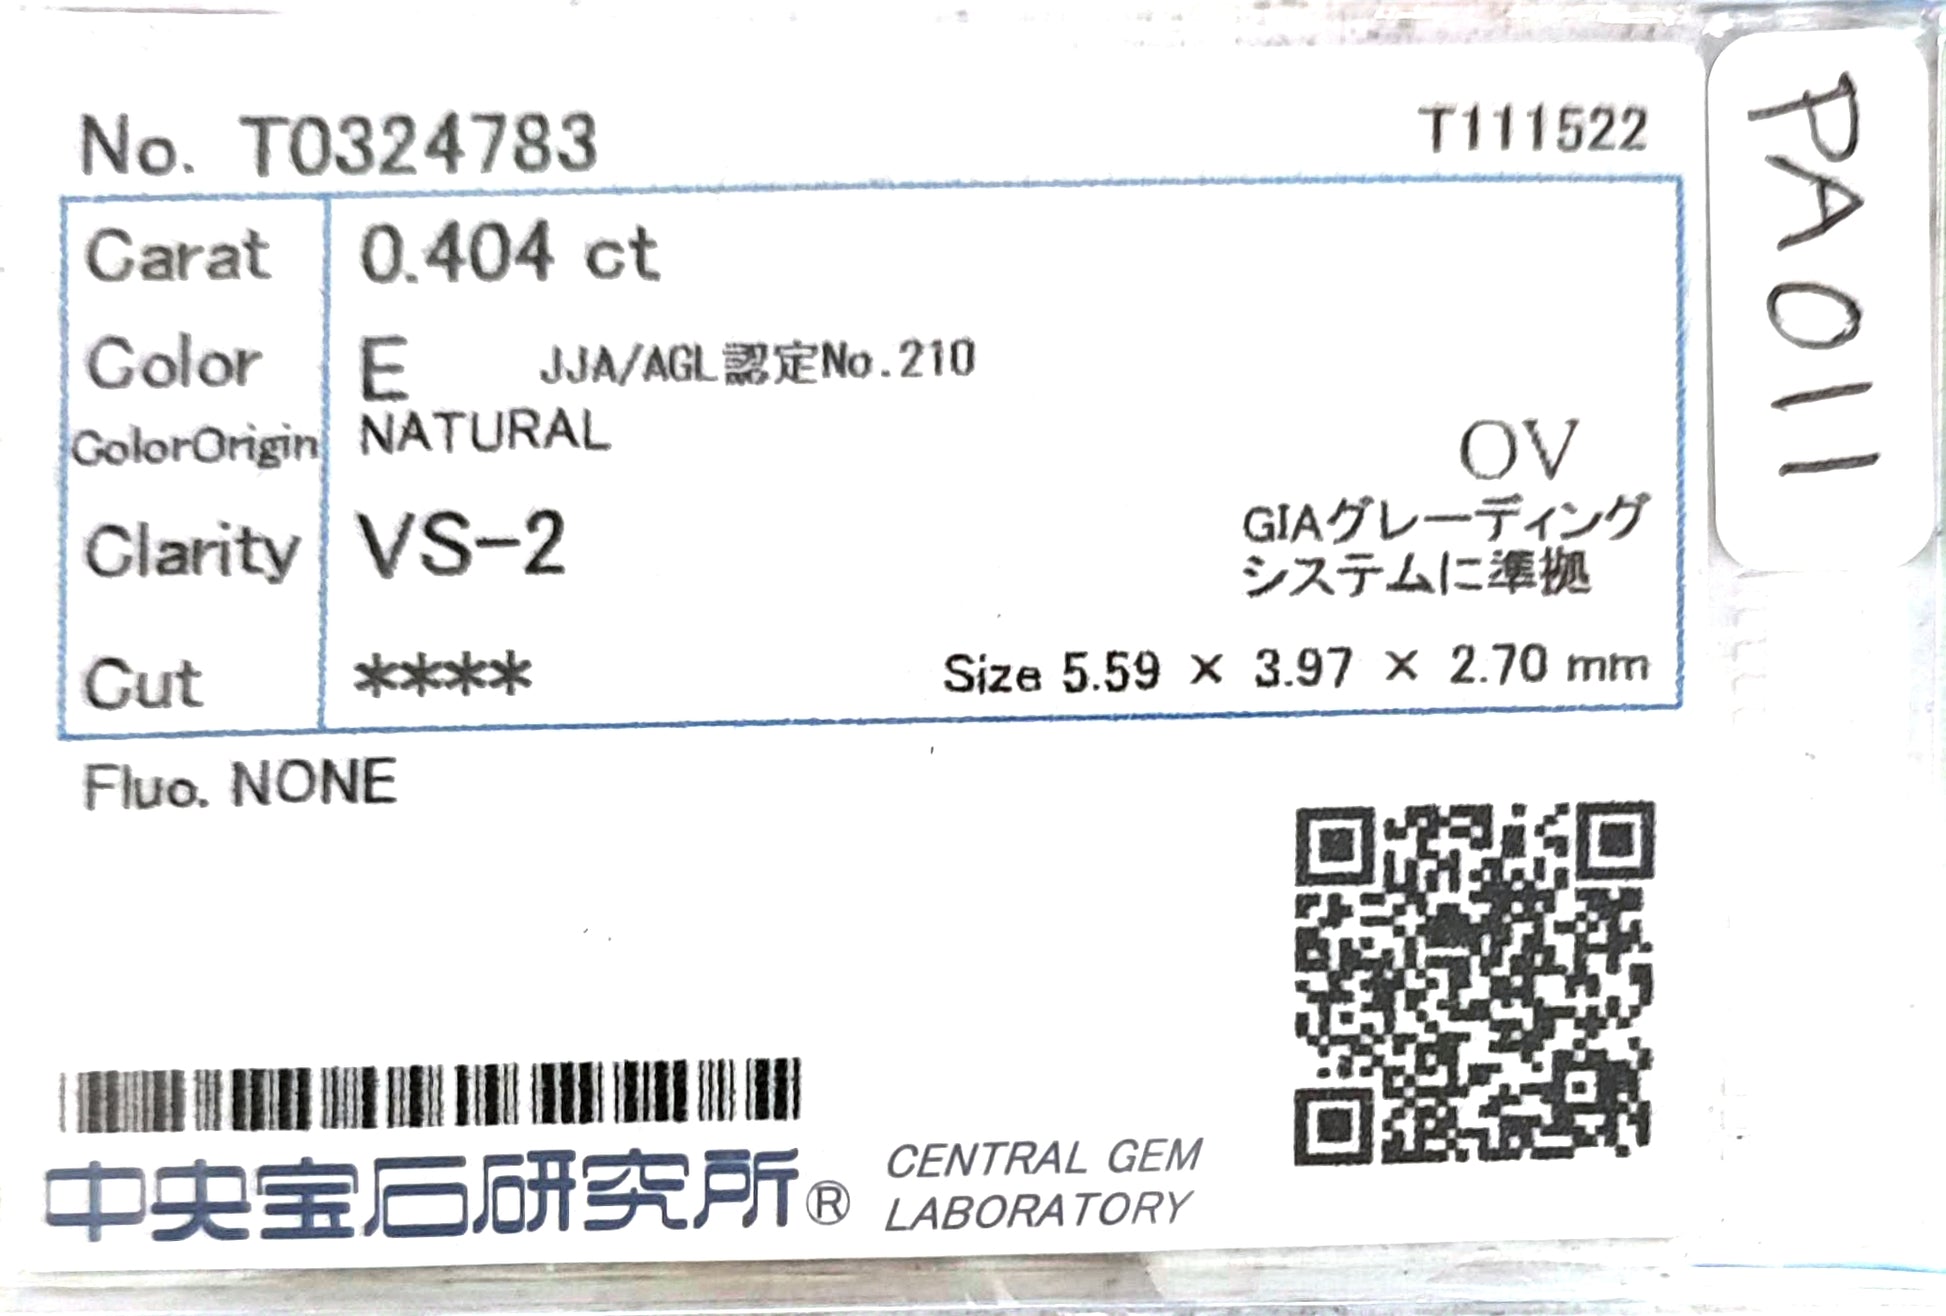 No. T0324783 T111522
Carat 0.404 ct
Color E JJA/AGL認定No.210
ColorOrigin NATURAL
OV
GIAグレーディング
システムに準拠
Clarity VS-2
Cut **** Size 5.59 × 3.97 × 2.70 mm
Fluo. NONE
中央宝石研究所® CENTRAL GEM
LABORATORY
PA011